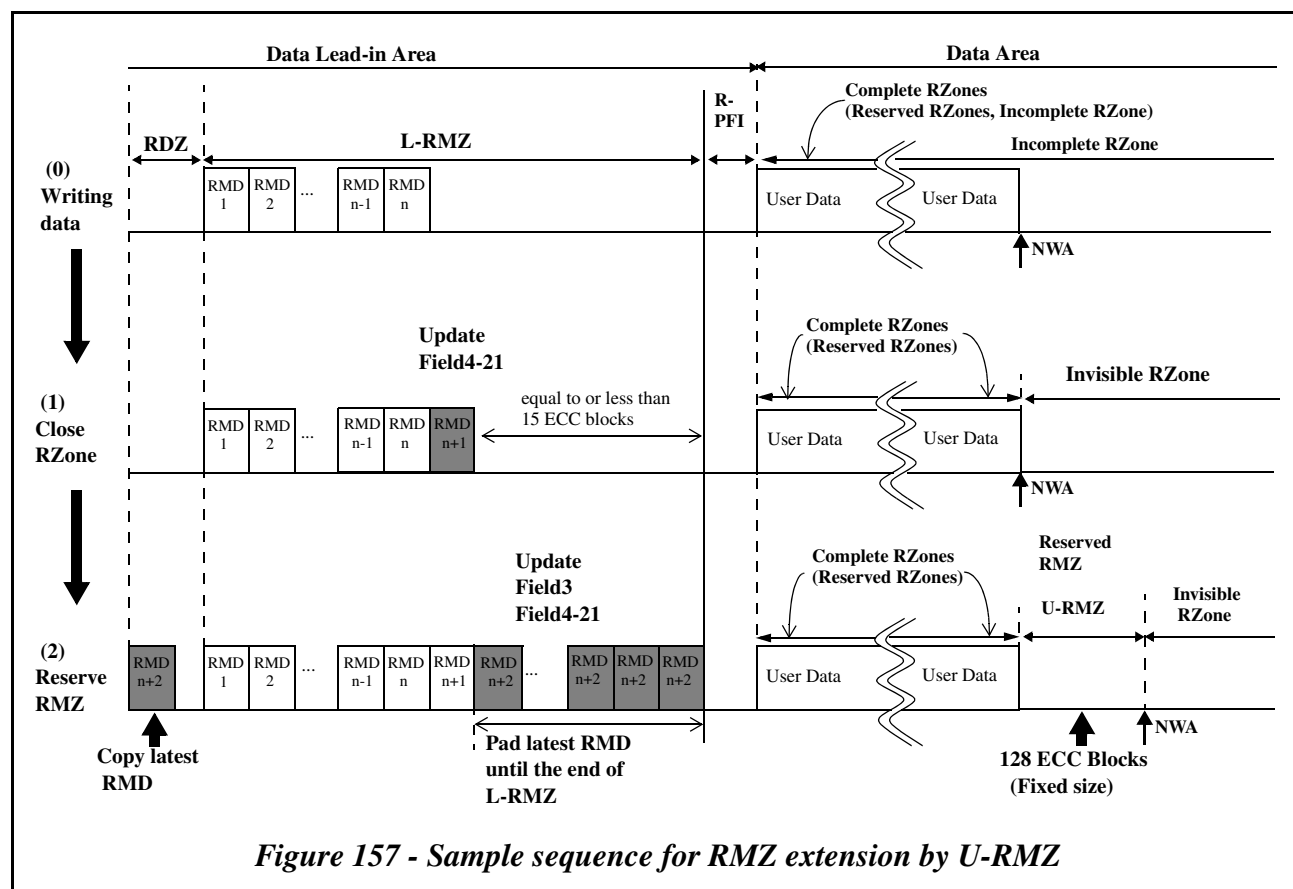 Data Lead-in Area
Data Area
Complete RZones
(Reserved RZones, Incomplete RZone)
R-
PFI
RDZ
L-RMZ
Incomplete RZone
(0)
Writing
data
RMD
1
RMD
2
...
RMD
n-1
RMD
n
User Data
User Data
NWA
Update
Field4-21
Complete RZones
(Reserved RZones)
Invisible RZone
(1)
Close
RZone
equal to or less than
15 ECC blocks
RMD
1
RMD
2
...
RMD
n-1
RMD
n
RMD
n+1
User Data
User Data
NWA
Update
Field3
Field4-21
Complete RZones
(Reserved RZones)
Reserved
RMZ
U-RMZ
Invisible
RZone
(2)
Reserve
RMZ
RMD
n+2
RMD
1
RMD
2
...
RMD
n-1
RMD
n
RMD
n+1
RMD
n+2
...
RMD
n+2
RMD
n+2
RMD
n+2
User Data
User Data
NWA
Copy latest
RMD
Pad latest RMD
until the end of
L-RMZ
128 ECC Blocks
(Fixed size)
Figure 157 - Sample sequence for RMZ extension by U-RMZ